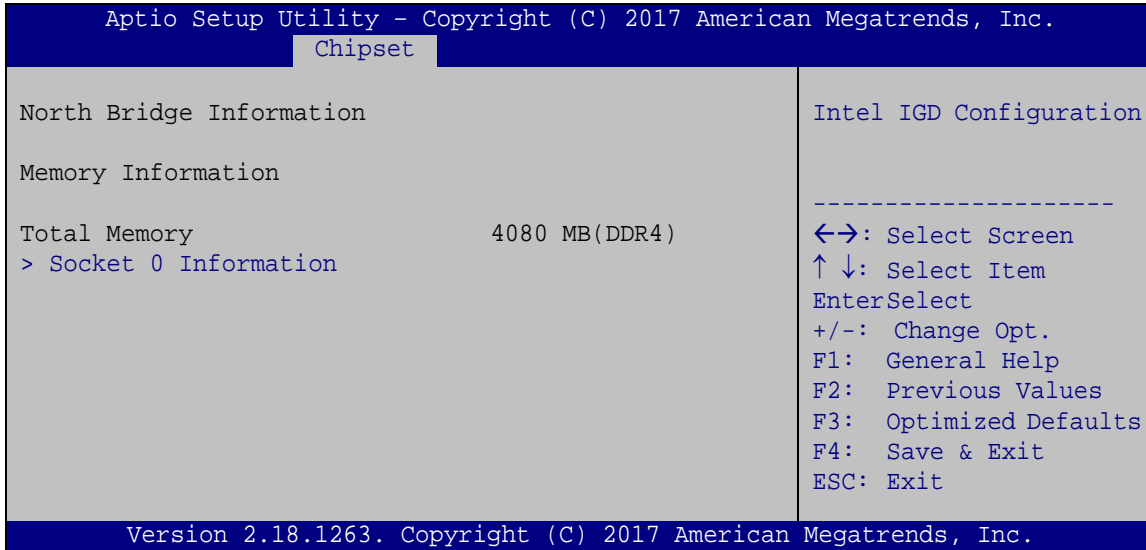 Aptio Setup Utility – Copyright (C) 2017 American Megatrends, Inc.
Chipset
North Bridge Information
Memory Information
Total Memory 4080 MB(DDR4)
> Socket 0 Information
Intel IGD Configuration
---------------------
←→: Select Screen
↑ ↓: Select Item
EnterSelect
+/-: Change Opt.
F1: General Help
F2: Previous Values
F3: Optimized Defaults
F4: Save & Exit
ESC: Exit
Version 2.18.1263. Copyright (C) 2017 American Megatrends, Inc.